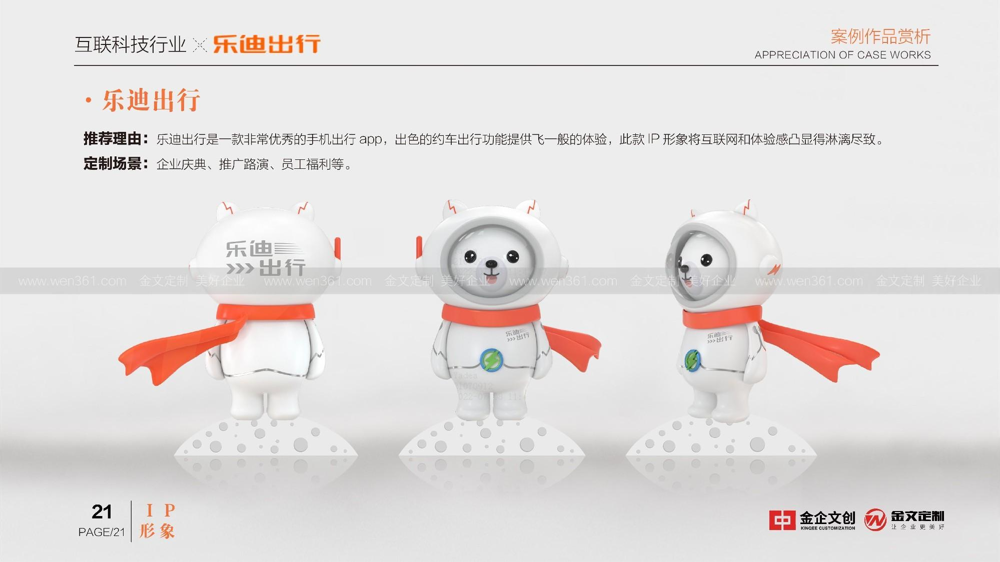 互联科技行业 乐迪出行
案例作品赏析
APPRECIATION OF CASE WORKS
·乐迪出行
推荐理由：乐迪出行是一款非常优秀的手机出行 app，出色的约车出行功能提供飞一般的体验，此款 IP 形象将互联网和体验感凸显得淋漓尽致。
定制场景：企业庆典、推广路演、员工福利等。
乐迪
出行
乐迪
出行
乐迪
出行
www.wen361.com 金文定制 美好企业 www.wen361.com 金文定制 美好企业 www.wen361.com 金文定制 美好企业 www.wen361.com 金文定制 美好企业
Yadea
21
PAGE/21
IP
形象
金企文创
KINQEE CUSTOMIZATION
金文定制
让企业更美好